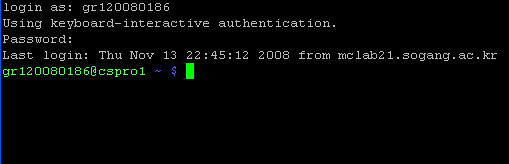 login as: gr120080186
Using keyboard-interactive authentication.
Password:
Last login: Thu Nov 13 22:45:12 2008 from mclab21.sogang.ac.kr
gr120080186@cspro1 ~ $